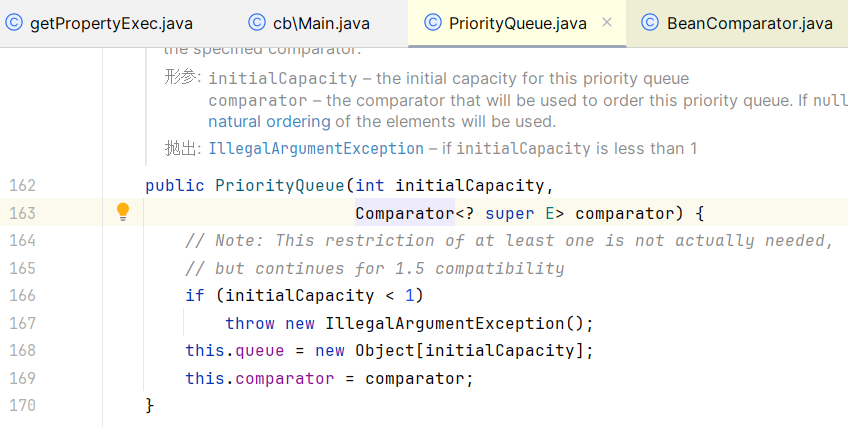 getPropertyExec.java cb\Main.java PriorityQueue.java BeanComparator.java
the specified comparator.
形参: initialCapacity – the initial capacity for this priority queue
comparator – the comparator that will be used to order this priority queue. If null
natural ordering of the elements will be used.
抛出: IllegalArgumentException – if initialCapacity is less than 1
162 public PriorityQueue(int initialCapacity,
163 Comparator<? super E> comparator) {
164 // Note: This restriction of at least one is not actually needed,
165 // but continues for 1.5 compatibility
166 if (initialCapacity < 1)
167 throw new IllegalArgumentException();
168 this.queue = new Object[initialCapacity];
169 this.comparator = comparator;
170 }